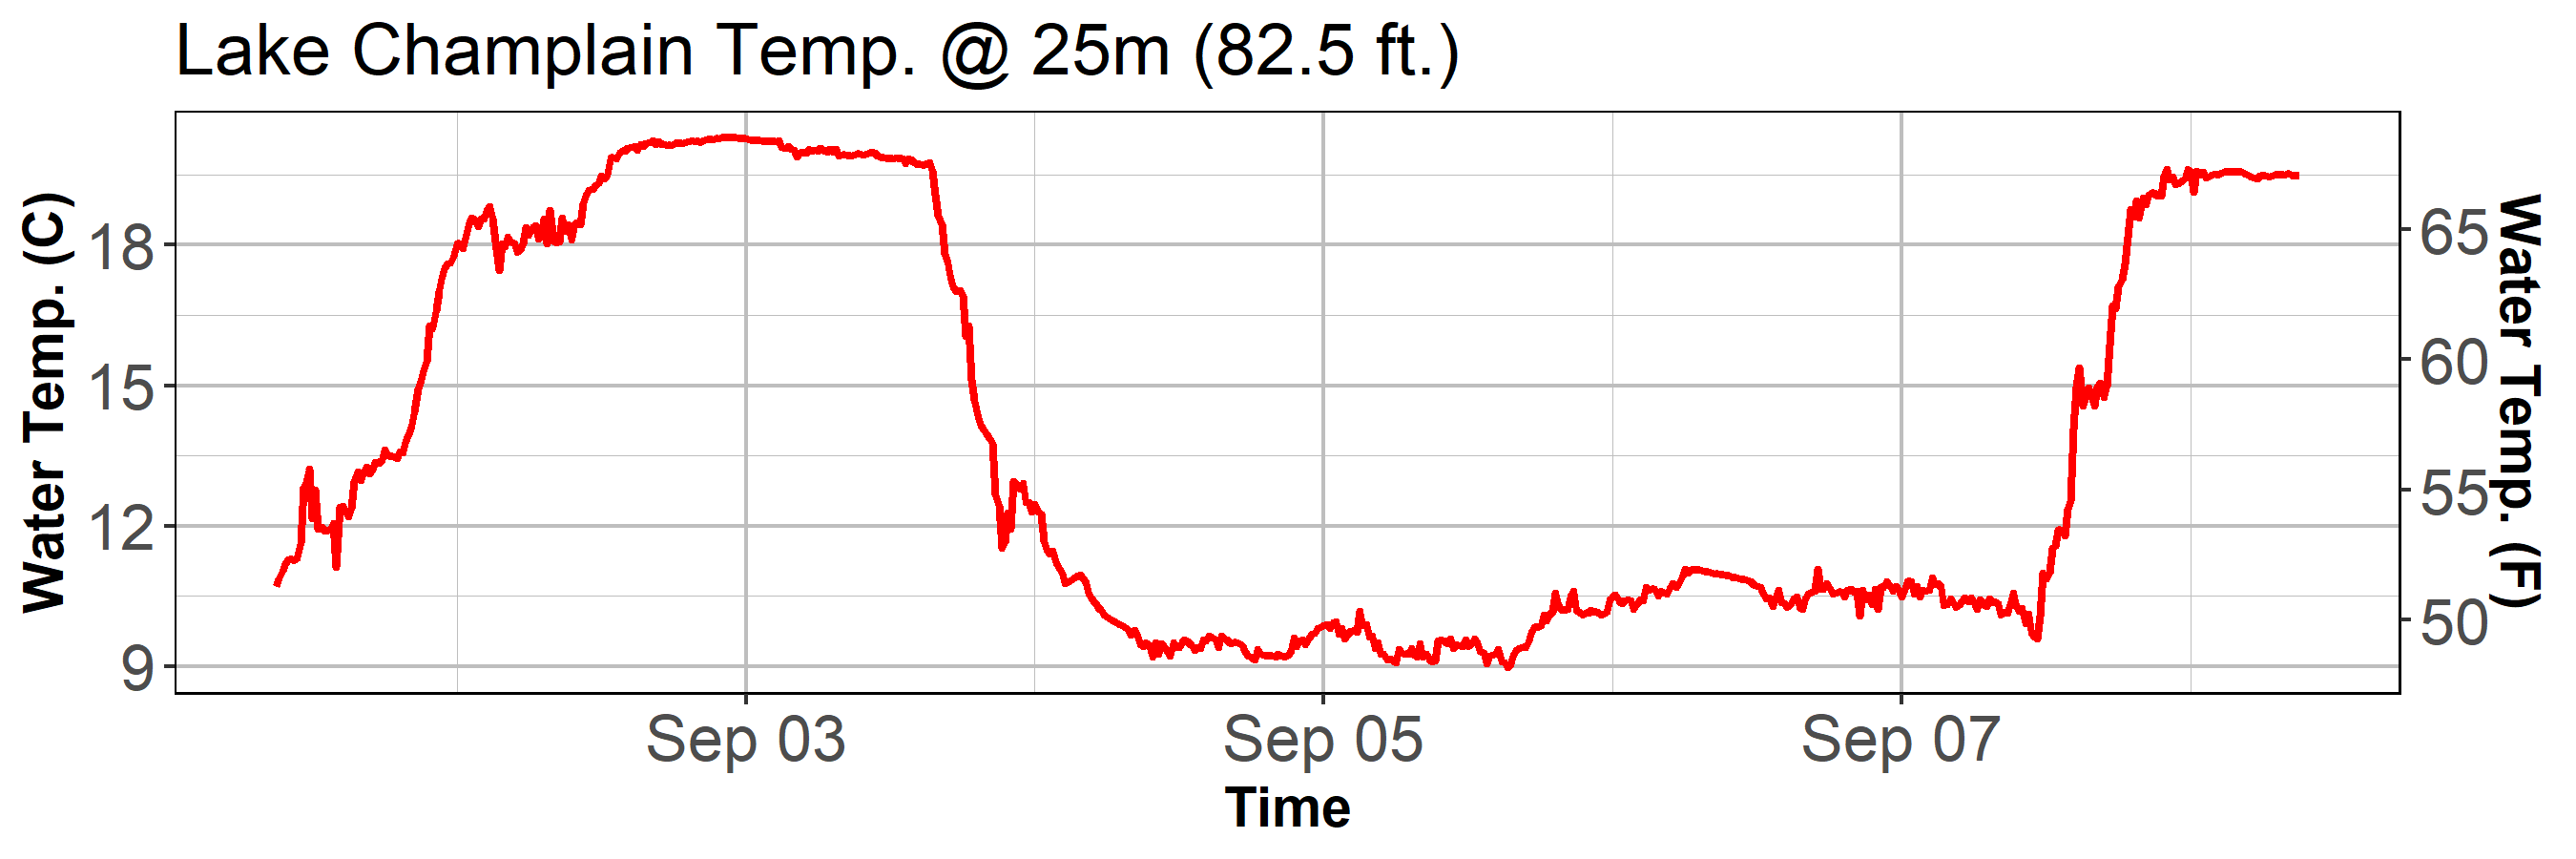 Lake Champlain Temp. @ 25m (82.5 ft.)
Water Temp. (C)
18
15
12
9
65
60
55
50
Water Temp. (F)
Sep 03 Sep 05 Sep 07
Time